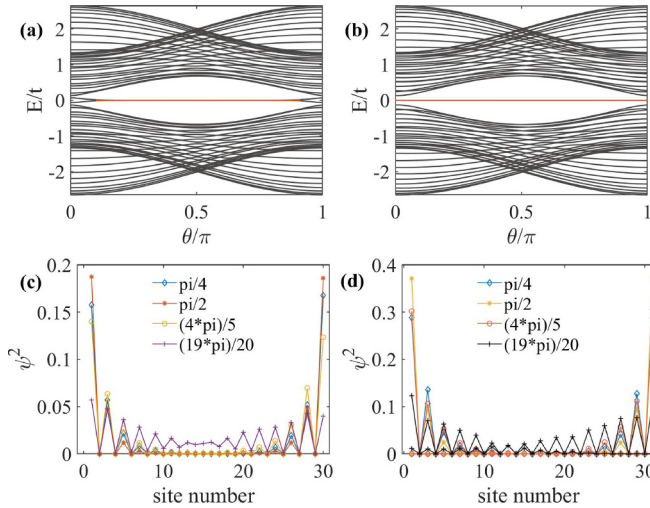 (a)
(b)
2
1
0
-1
-2
E/t
0
0.5
1
θ/π
2
1
0
-1
-2
E/t
0
0.5
1
θ/π
(c)
(d)
0.2
0.15
0.1
0.05
0
ψ²
pi/4
pi/2
(4*pi)/5
(19*pi)/20
0
10
20
30
site number
0.4
0.3
0.2
0.1
0
ψ²
pi/4
pi/2
(4*pi)/5
(19*pi)/20
0
10
20
30
site number